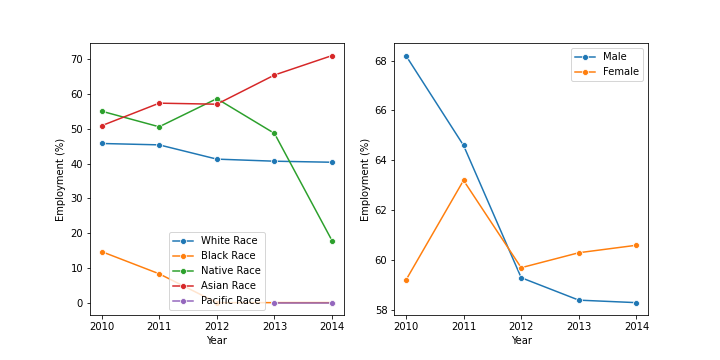 70
60
50
40
30
20
10
0
Employment (%)
White Race
Black Race
Native Race
Asian Race
Pacific Race
2010 2011 2012 2013 2014
Year
68
66
64
62
60
58
Employment (%)
Male
Female
2010 2011 2012 2013 2014
Year